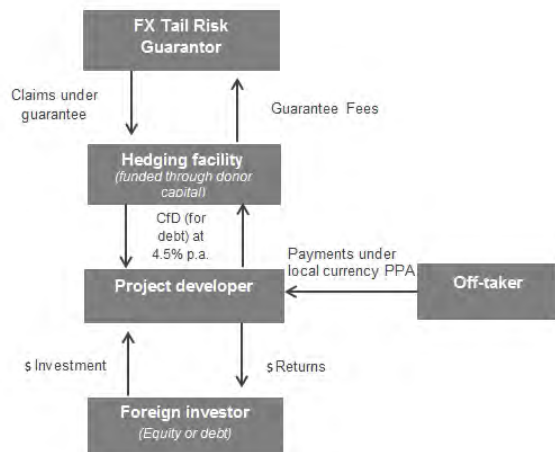 FX Tail Risk
Guarantor
Claims under
guarantee
Guarantee Fees
Hedging facility
(funded through donor
capital)
CfD (for
debt) at
4.5% p.a.
Payments under
local currency PPA
Project developer
Off-taker
$ Investment
$ Returns
Foreign investor
(Equity or debt)